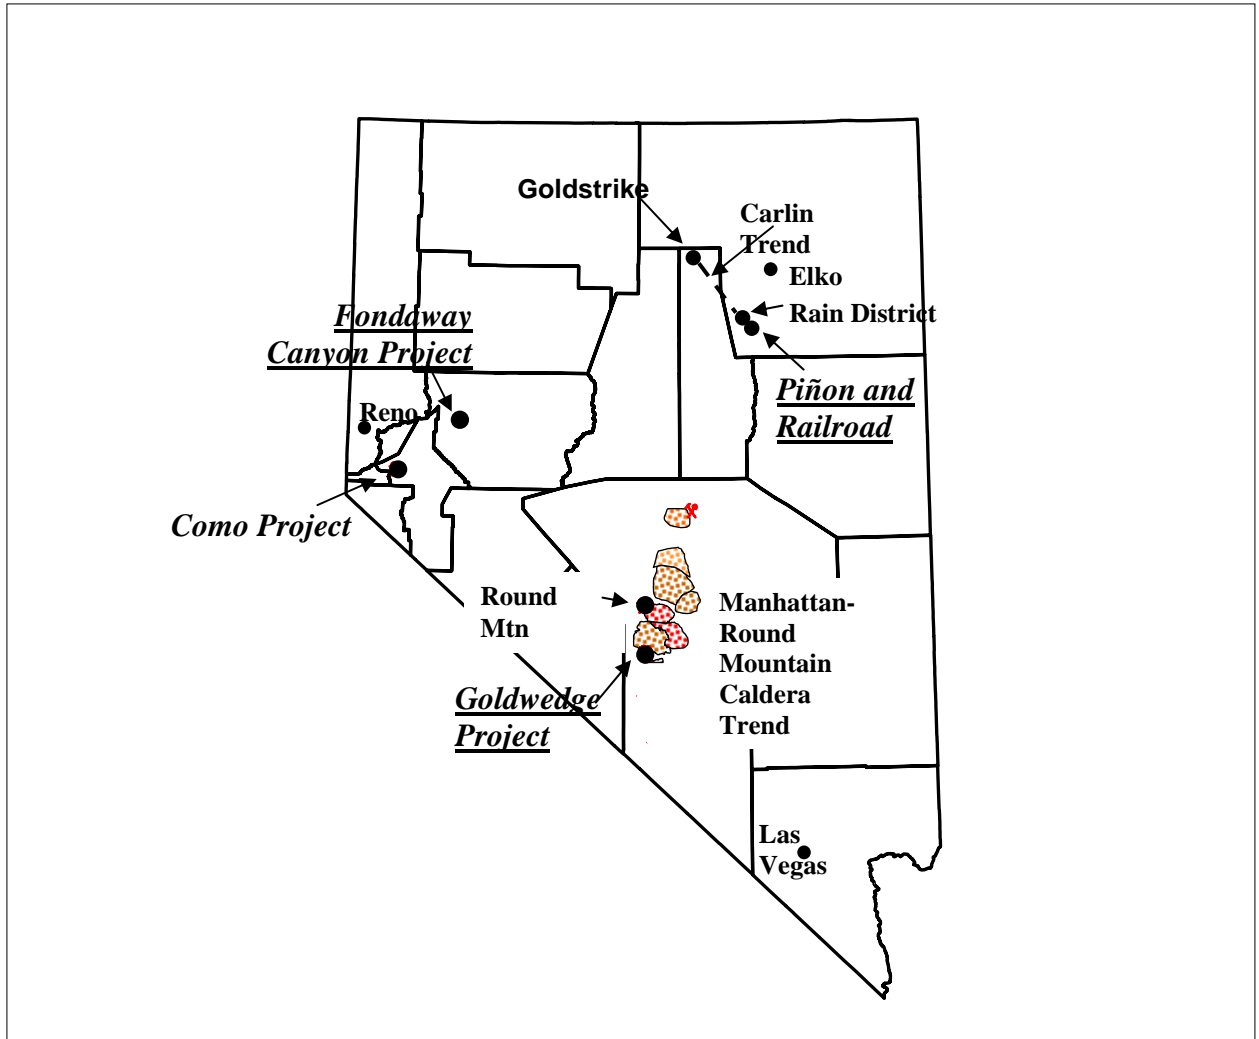 Goldstrike
Carlin
Trend
Elko
Rain District
Fondaway
Canyon Project
Piñon and
Railroad
Reno
Como Project
Round
Mtn
Manhattan-
Round
Mountain
Caldera
Trend
Goldwedge
Project
Las
Vegas